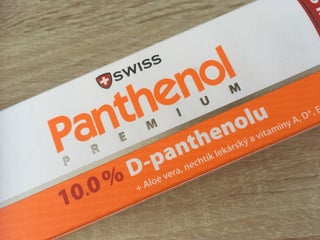 SWISS
Panthenol
PREMIUM
10.0% D-panthenolu
+ Aloe vera, nechtík lekársky a vitamíny A, D*, E